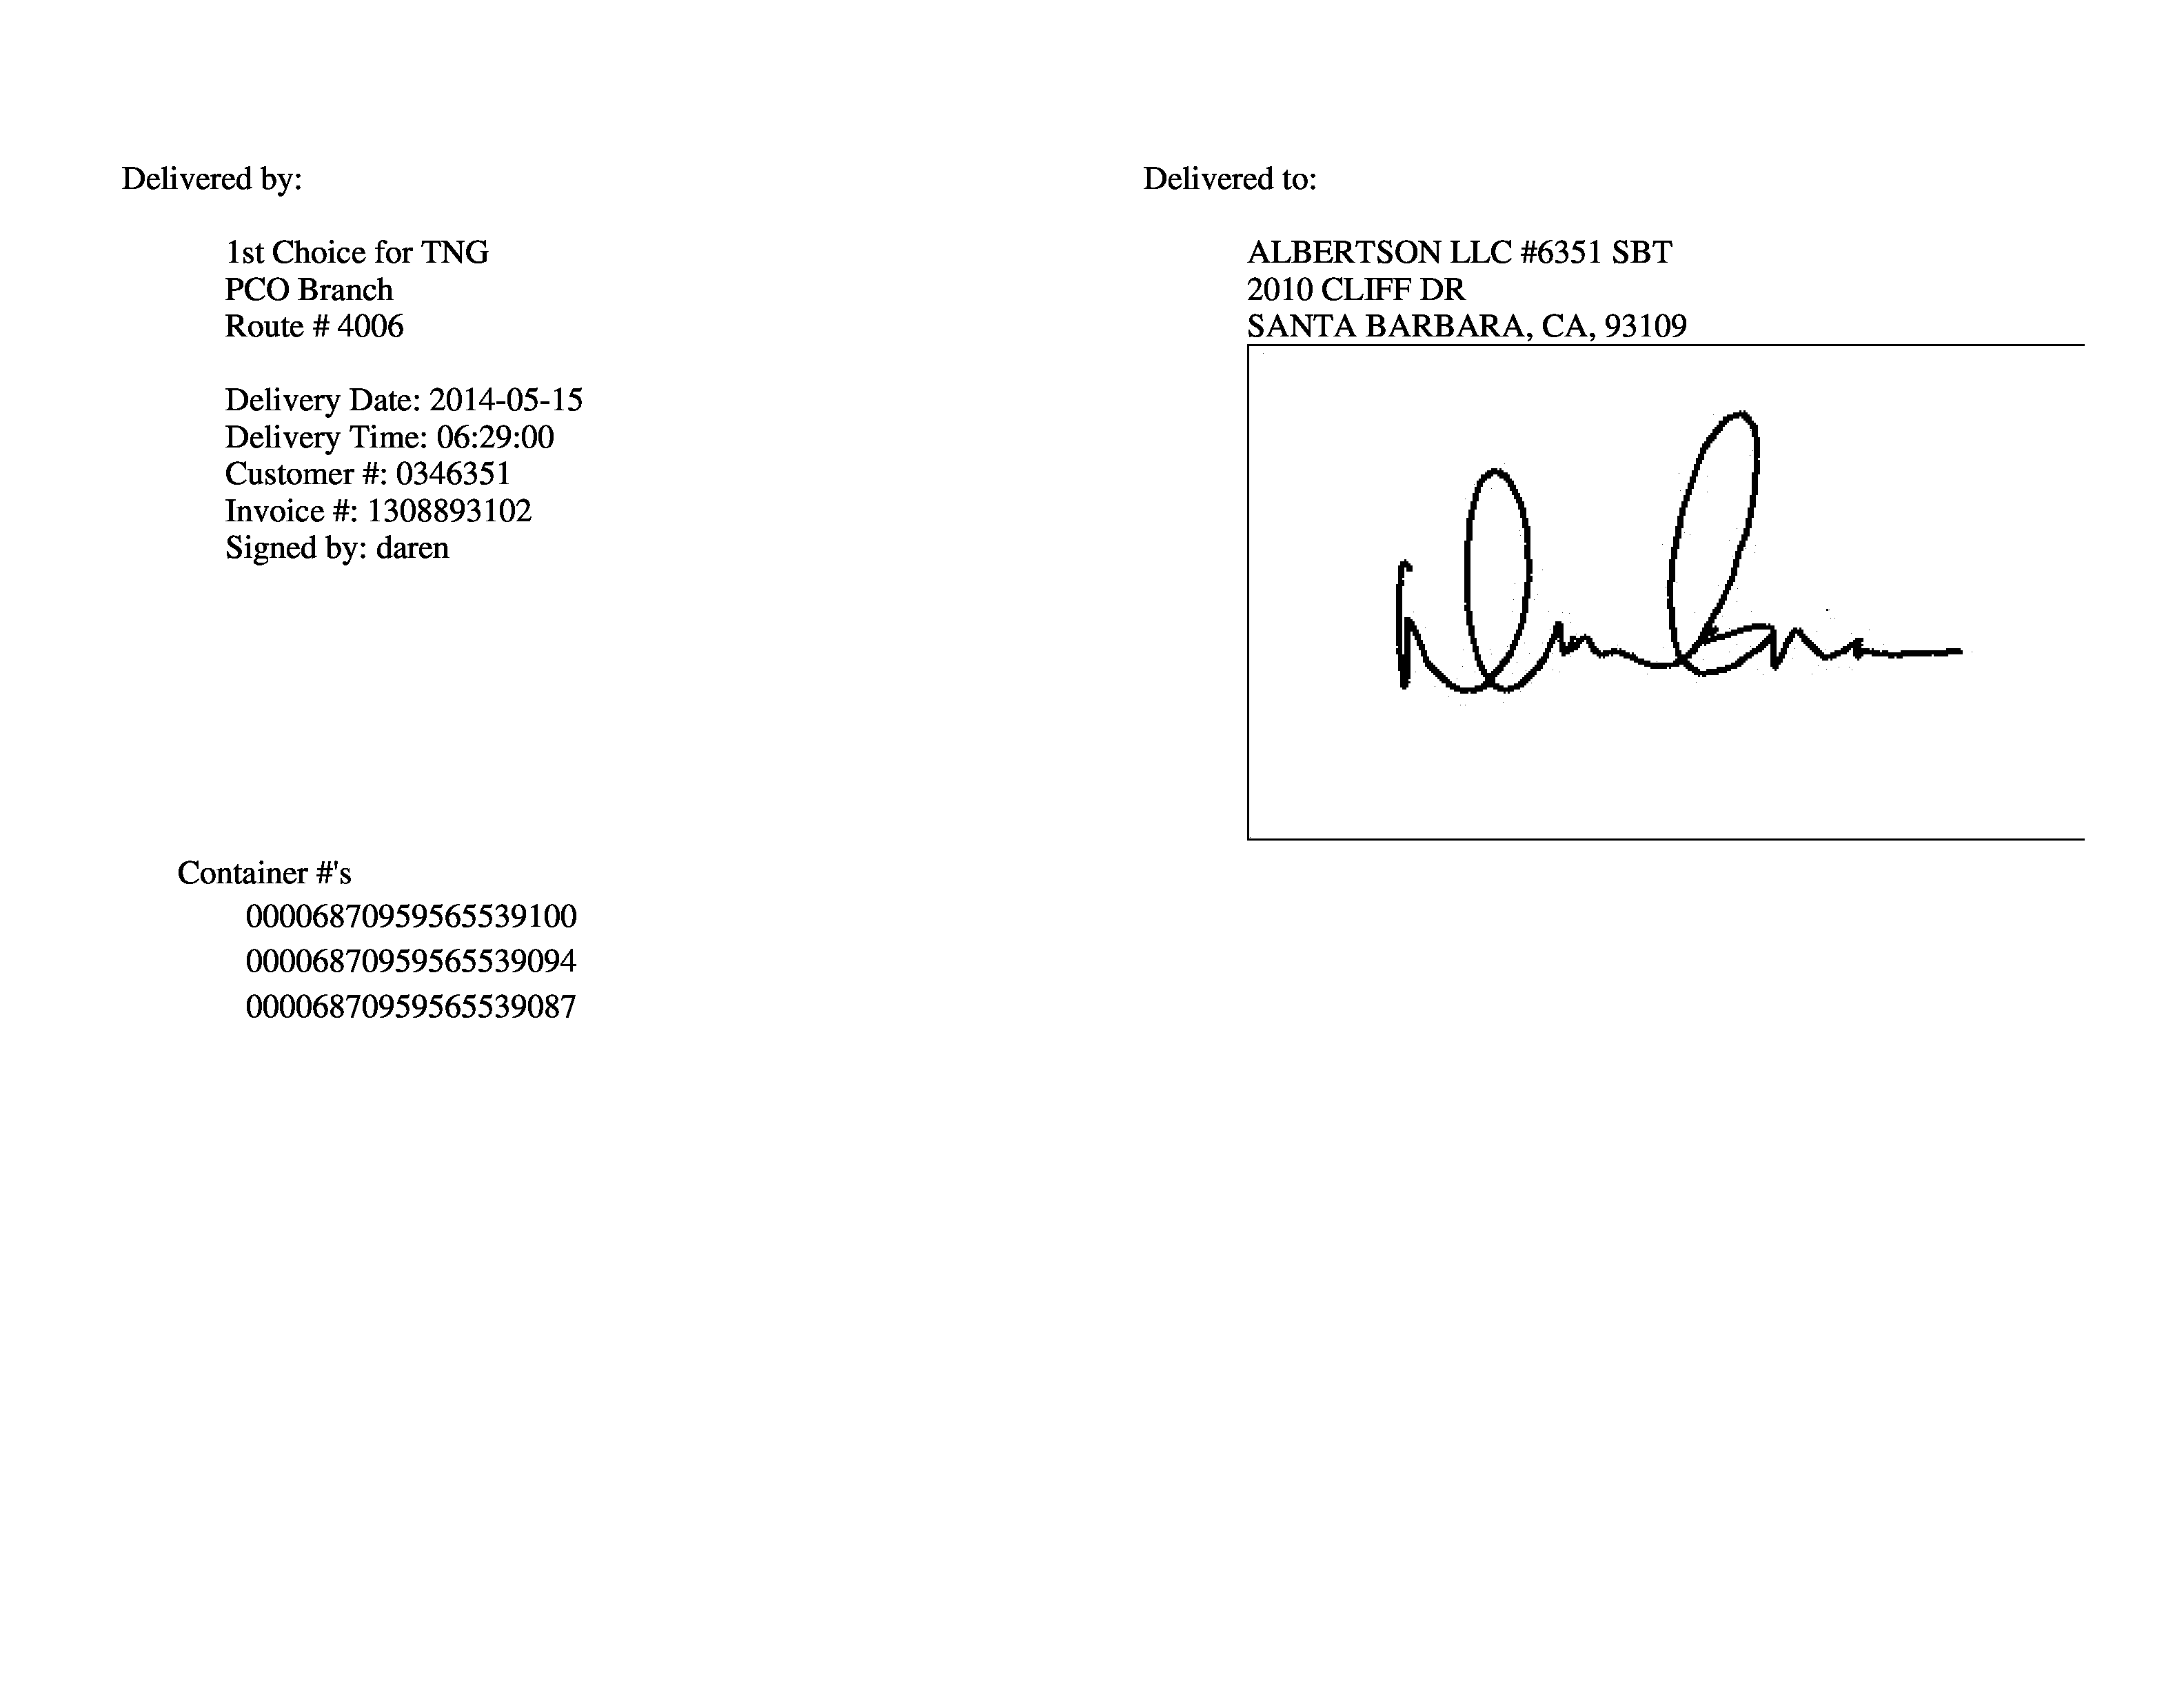 Delivered by:
1st Choice for TNG
PCO Branch
Route # 4006
Delivery Date: 2014-05-15
Delivery Time: 06:29:00
Customer #: 0346351
Invoice #: 1308893102
Signed by: daren
Delivered to:
ALBERTSON LLC #6351 SBT
2010 CLIFF DR
SANTA BARBARA, CA, 93109
Container #'s
00006870959565539100
00006870959565539094
00006870959565539087